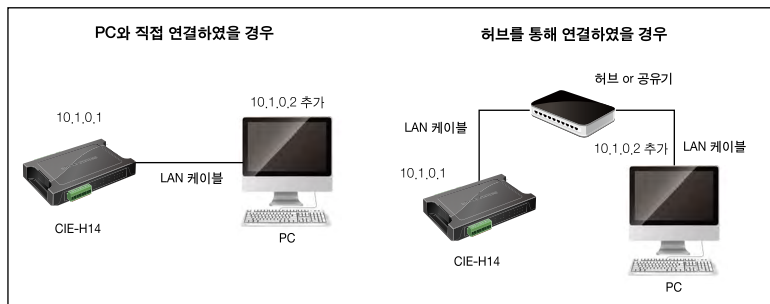 PC와 직접 연결하였을 경우
10.1.0.1
10.1.0.2 추가
LAN 케이블
CIE-H14
PC
허브를 통해 연결하였을 경우
허브 or 공유기
LAN 케이블
10.1.0.2 추가
LAN 케이블
10.1.0.1
CIE-H14
PC